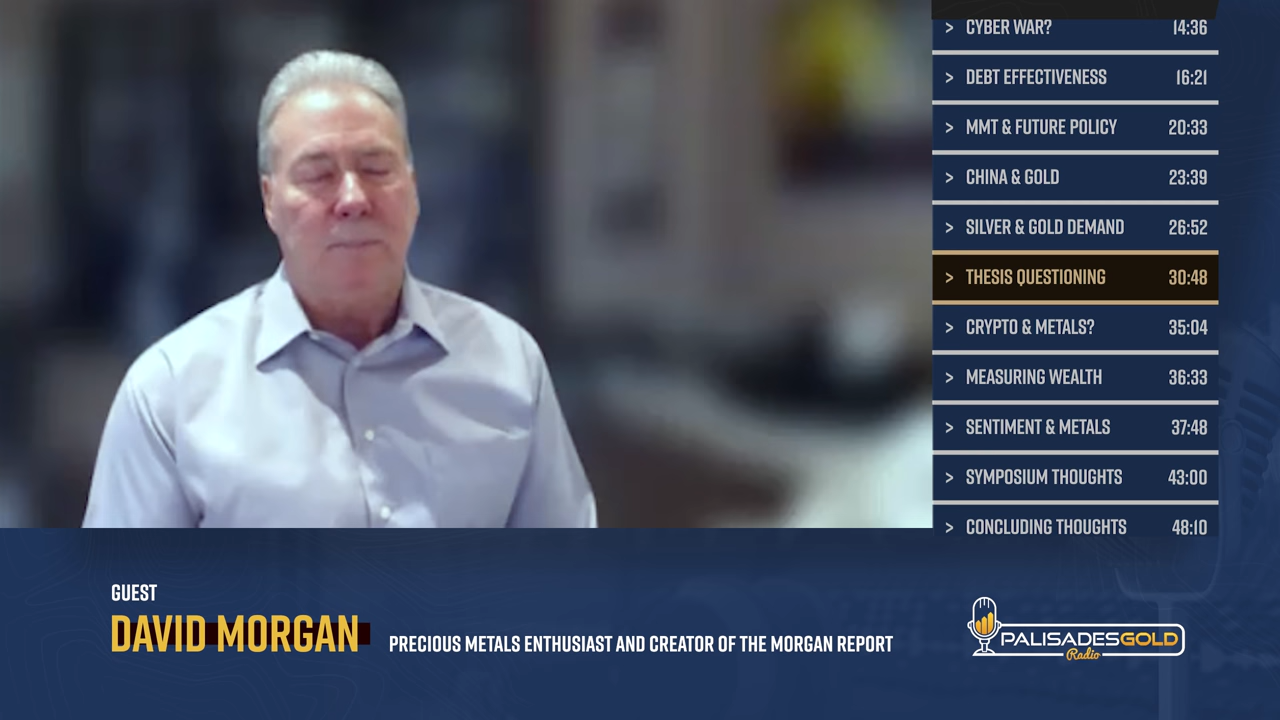 > CYBER WAR? 14:36
> DEBT EFFECTIVENESS 16:21
> MMT & FUTURE POLICY 20:33
> CHINA & GOLD 23:39
> SILVER & GOLD DEMAND 26:52
> THESIS QUESTIONING 30:48
> CRYPTO & METALS? 35:04
> MEASURING WEALTH 36:33
> SENTIMENT & METALS 37:48
> SYMPOSIUM THOUGHTS 43:00
> CONCLUDING THOUGHTS 48:10
GUEST
DAVID MORGAN
PRECIOUS METALS ENTHUSIAST AND CREATOR OF THE MORGAN REPORT
PALISADESGOLD
Radio